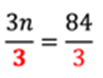 3n/3 = 84/3